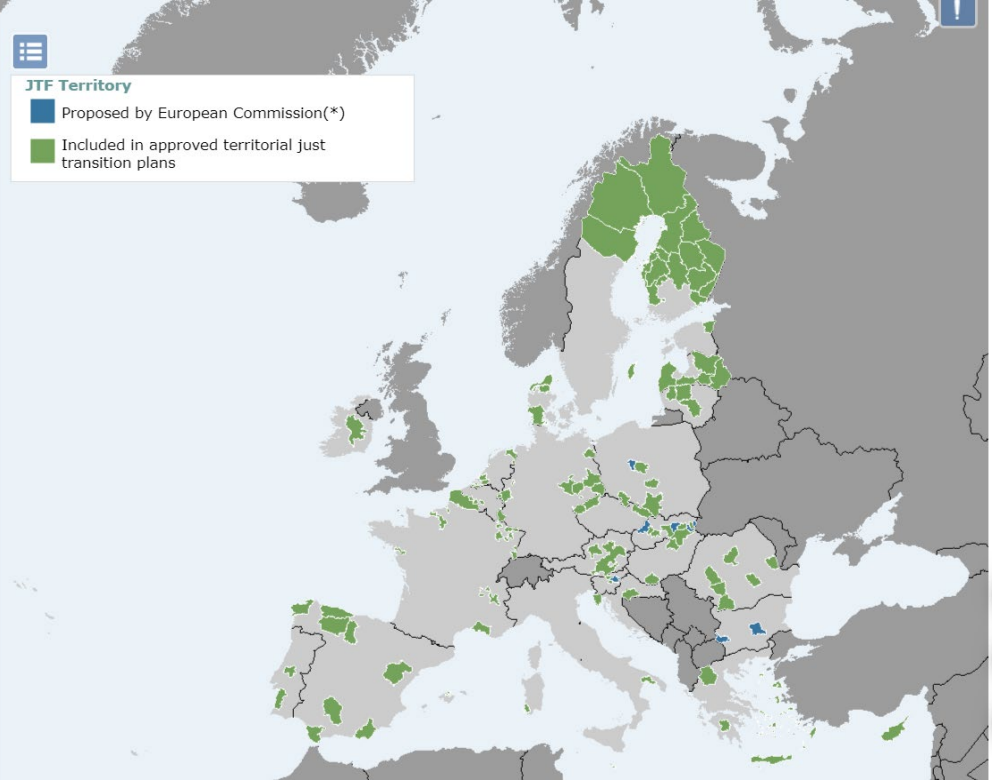 JTF Territory
Proposed by European Commission(*)
Included in approved territorial just
transition plans